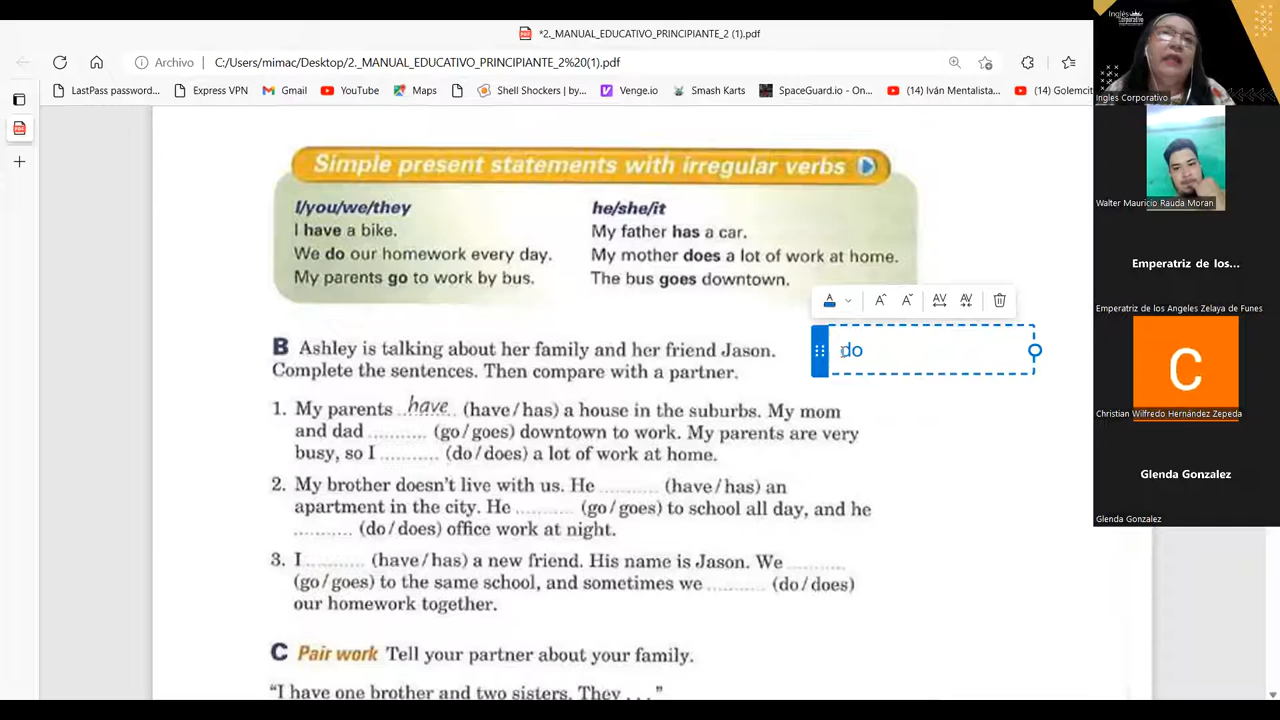 *2._MANUAL_EDUCATIVO_PRINCIPIANTE_2 (1).pdf
Archivo C:/Users/mimac/Desktop/2._MANUAL_EDUCATIVO_PRINCIPIANTE_2%20(1).pdf
LastPass password... Express VPN Gmail YouTube Maps Shell Shockers | by... Venge.io Smash Karts SpaceGuard.io - On... (14) Iván Mentalista... (14) Golemcit
Simple present statements with irregular verbs
I/you/we/they
I have a bike.
We do our homework every day.
My parents go to work by bus.
he/she/it
My father has a car.
My mother does a lot of work at home.
The bus goes downtown.
do
B Ashley is talking about her family and her friend Jason.
Complete the sentences. Then compare with a partner.
1. My parents have (have/has) a house in the suburbs. My mom
and dad .......... (go/goes) downtown to work. My parents are very
busy, so I .......... (do/does) a lot of work at home.
2. My brother doesn't live with us. He .......... (have/has) an
apartment in the city. He .......... (go/goes) to school all day, and he
.......... (do/does) office work at night.
3. I .......... (have/has) a new friend. His name is Jason. We ..........
(go/goes) to the same school, and sometimes we .......... (do/does)
our homework together.
C Pair work Tell your partner about your family.
"I have one brother and two sisters. They . . ."
Inglés
Corporativo
Ingles Corporativo
Walter Mauricio Rauda Moran
Emperatriz de los...
Emperatriz de los Angeles Zelaya de Funes
C
Christian Wilfredo Hernández Zepeda
Glenda Gonzalez
Glenda Gonzalez